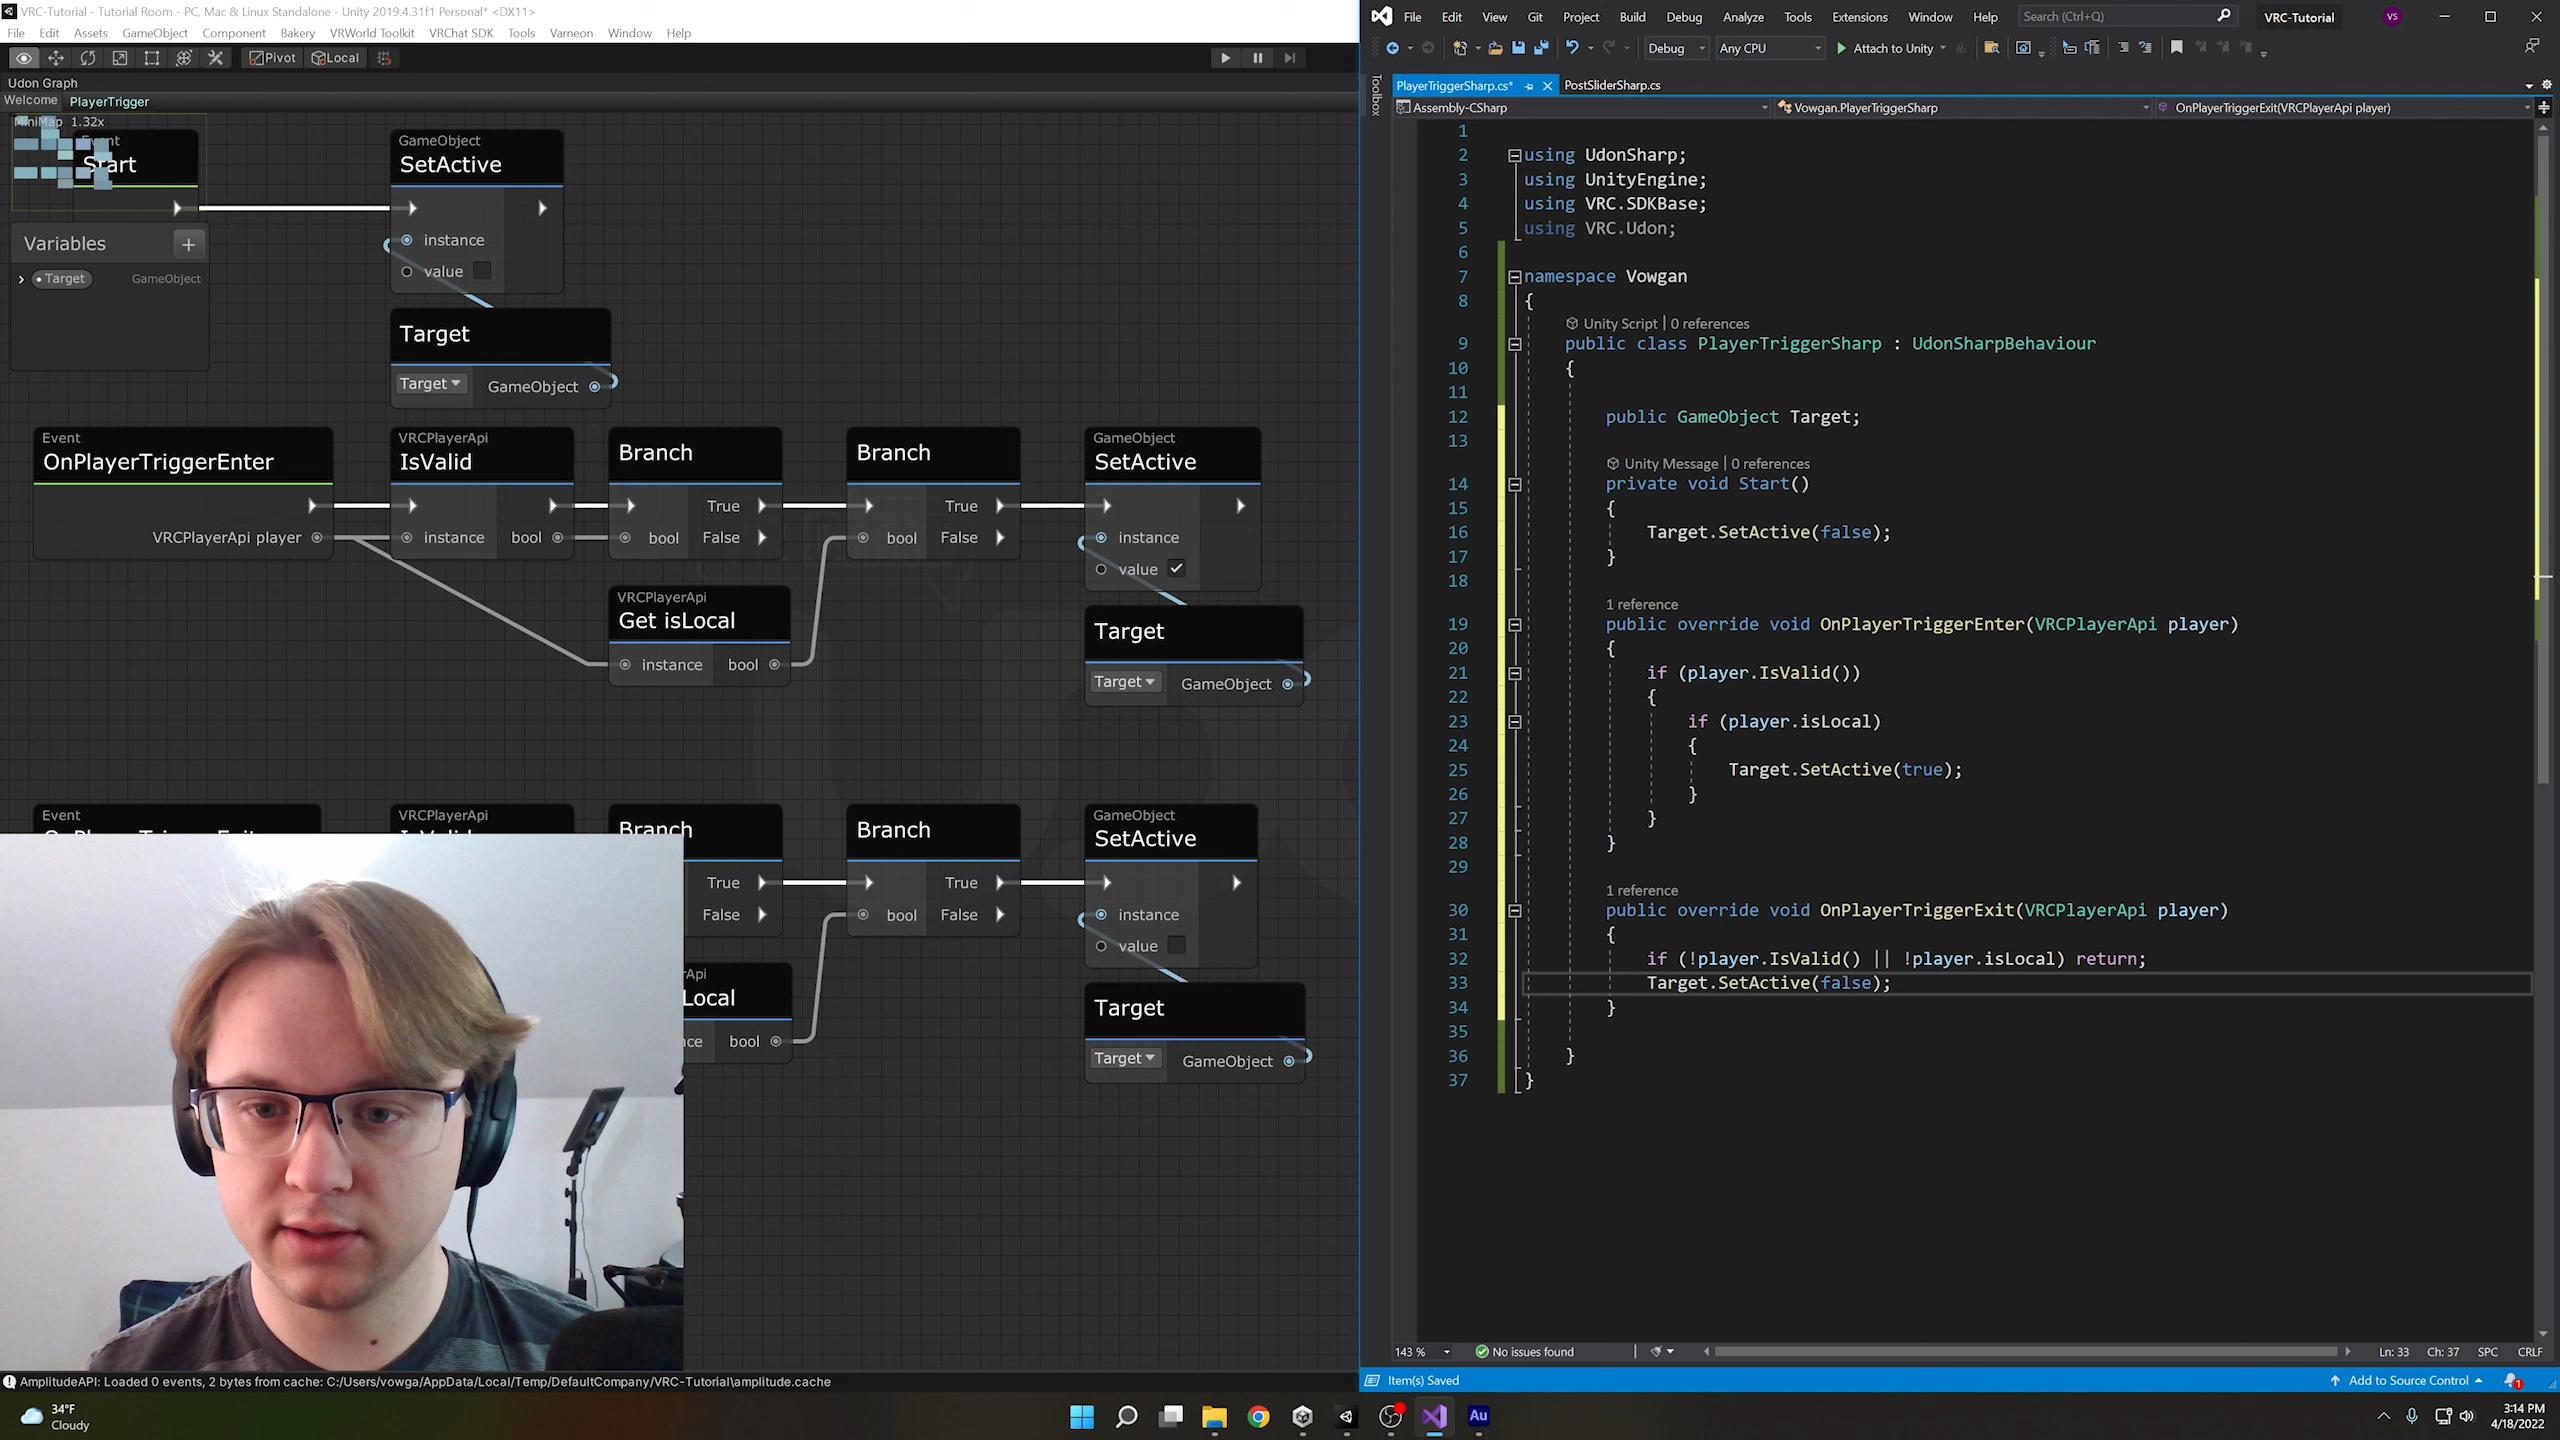 VRC-Tutorial - Tutorial Room - PC, Mac & Linux Standalone - Unity 2019.4.31f1 Personal* <DX11>
File Edit Assets GameObject Component Bakery VRWorld Toolkit VRChat SDK Tools Varneon Window Help
Pivot Local
Udon Graph
Welcome PlayerTrigger
MiniMap 1.32x
Start
Variables
Target GameObject
GameObject
SetActive
instance
value
Target
Target GameObject
Event
OnPlayerTriggerEnter
VRCPlayerApi player
VRCPlayerApi
IsValid
instance bool
Branch
True
bool False
Branch
True
bool False
GameObject
SetActive
instance
value
VRCPlayerApi
Get isLocal
instance bool
Target
Target GameObject
Event
VRCPlayerApi
Branch
True
False
Branch
True
bool False
GameObject
SetActive
instance
value
bool
Target
Target GameObject
AmplitudeAPI: Loaded 0 events, 2 bytes from cache: C:/Users/vowga/AppData/Local/Temp/DefaultCompany/VRC-Tutorial\amplitude.cache
File Edit View Git Project Build Debug Analyze Tools Extensions Window Help Search (Ctrl+Q) VRC-Tutorial VS
Debug Any CPU Attach to Unity
Toolbox
PlayerTriggerSharp.cs* PostSliderSharp.cs
Assembly-CSharp Vowgan.PlayerTriggerSharp OnPlayerTriggerExit(VRCPlayerApi player)
1
2 using UdonSharp;
3 using UnityEngine;
4 using VRC.SDKBase;
5 using VRC.Udon;
6
7 namespace Vowgan
8 {
Unity Script | 0 references
9 public class PlayerTriggerSharp : UdonSharpBehaviour
10 {
11
12 public GameObject Target;
13
Unity Message | 0 references
14 private void Start()
15 {
16 Target.SetActive(false);
17 }
18
1 reference
19 public override void OnPlayerTriggerEnter(VRCPlayerApi player)
20 {
21 if (player.IsValid())
22 {
23 if (player.isLocal)
24 {
25 Target.SetActive(true);
26 }
27 }
28 }
29
1 reference
30 public override void OnPlayerTriggerExit(VRCPlayerApi player)
31 {
32 if (!player.IsValid() || !player.isLocal) return;
33 Target.SetActive(false);
34 }
35
36 }
37 }
143 % No issues found Ln: 33 Ch: 37 SPC CRLF
Item(s) Saved Add to Source Control 1
34°F
Cloudy
Au
3:14 PM
4/18/2022